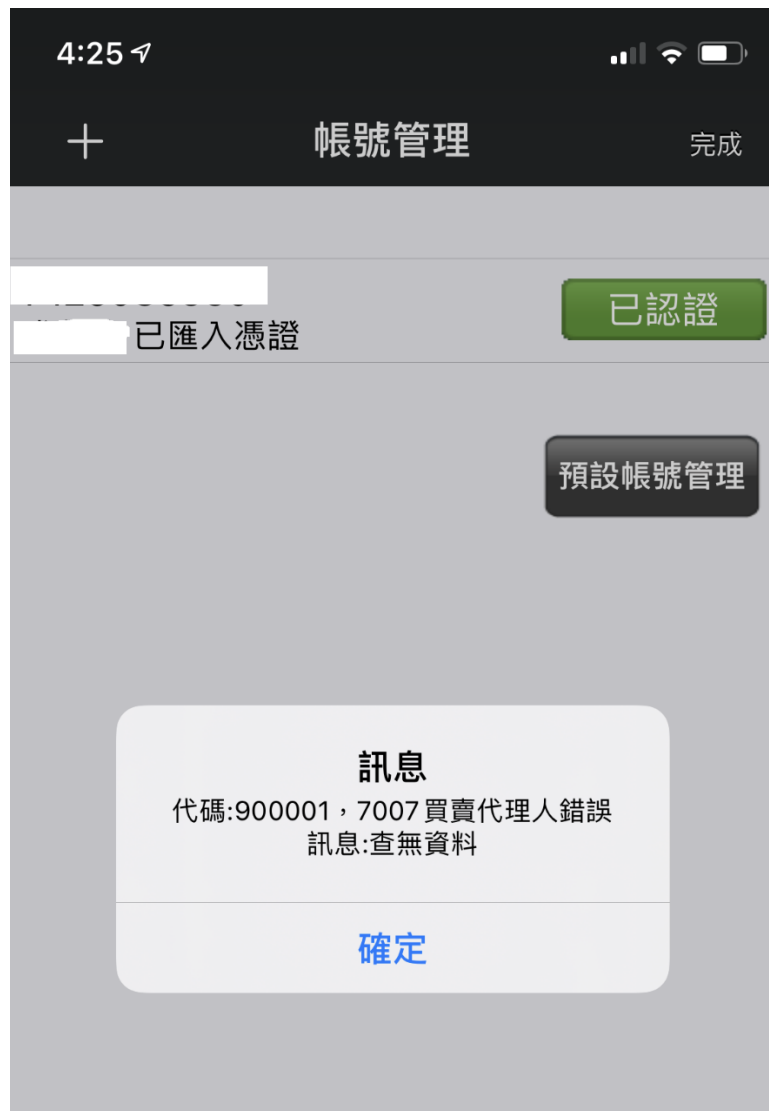 4:25
帳號管理
完成
已認證
已匯入憑證
預設帳號管理
訊息
代碼:900001，7007買賣代理人錯誤
訊息:查無資料
確定